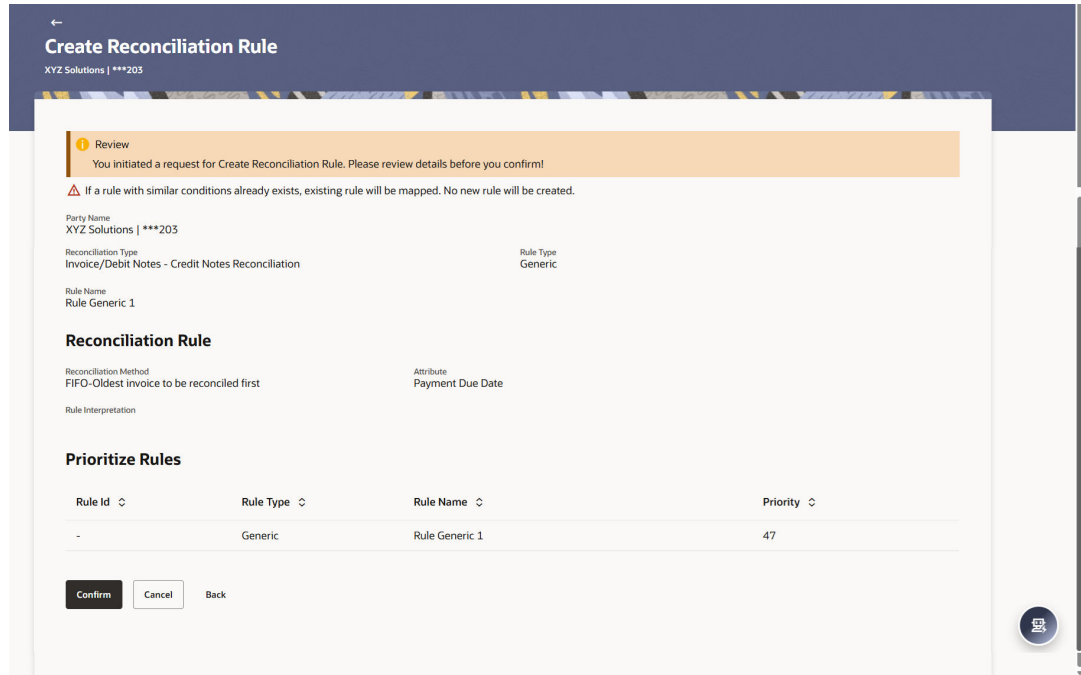 Create Reconciliation Rule
XYZ Solutions | ***203
Review
You initiated a request for Create Reconciliation Rule. Please review details before you confirm!
If a rule with similar conditions already exists, existing rule will be mapped. No new rule will be created.
Party Name
XYZ Solutions | ***203
Reconciliation Type
Rule Type
Invoice/Debit Notes - Credit Notes Reconciliation
Generic
Rule Name
Rule Generic 1
Reconciliation Rule
Reconciliation Method
Attribute
FIFO-Oldest invoice to be reconciled first
Payment Due Date
Rule Interpretation
Prioritize Rules
Rule Id Rule Type Rule Name Priority
- Generic Rule Generic 1 47
Confirm Cancel Back